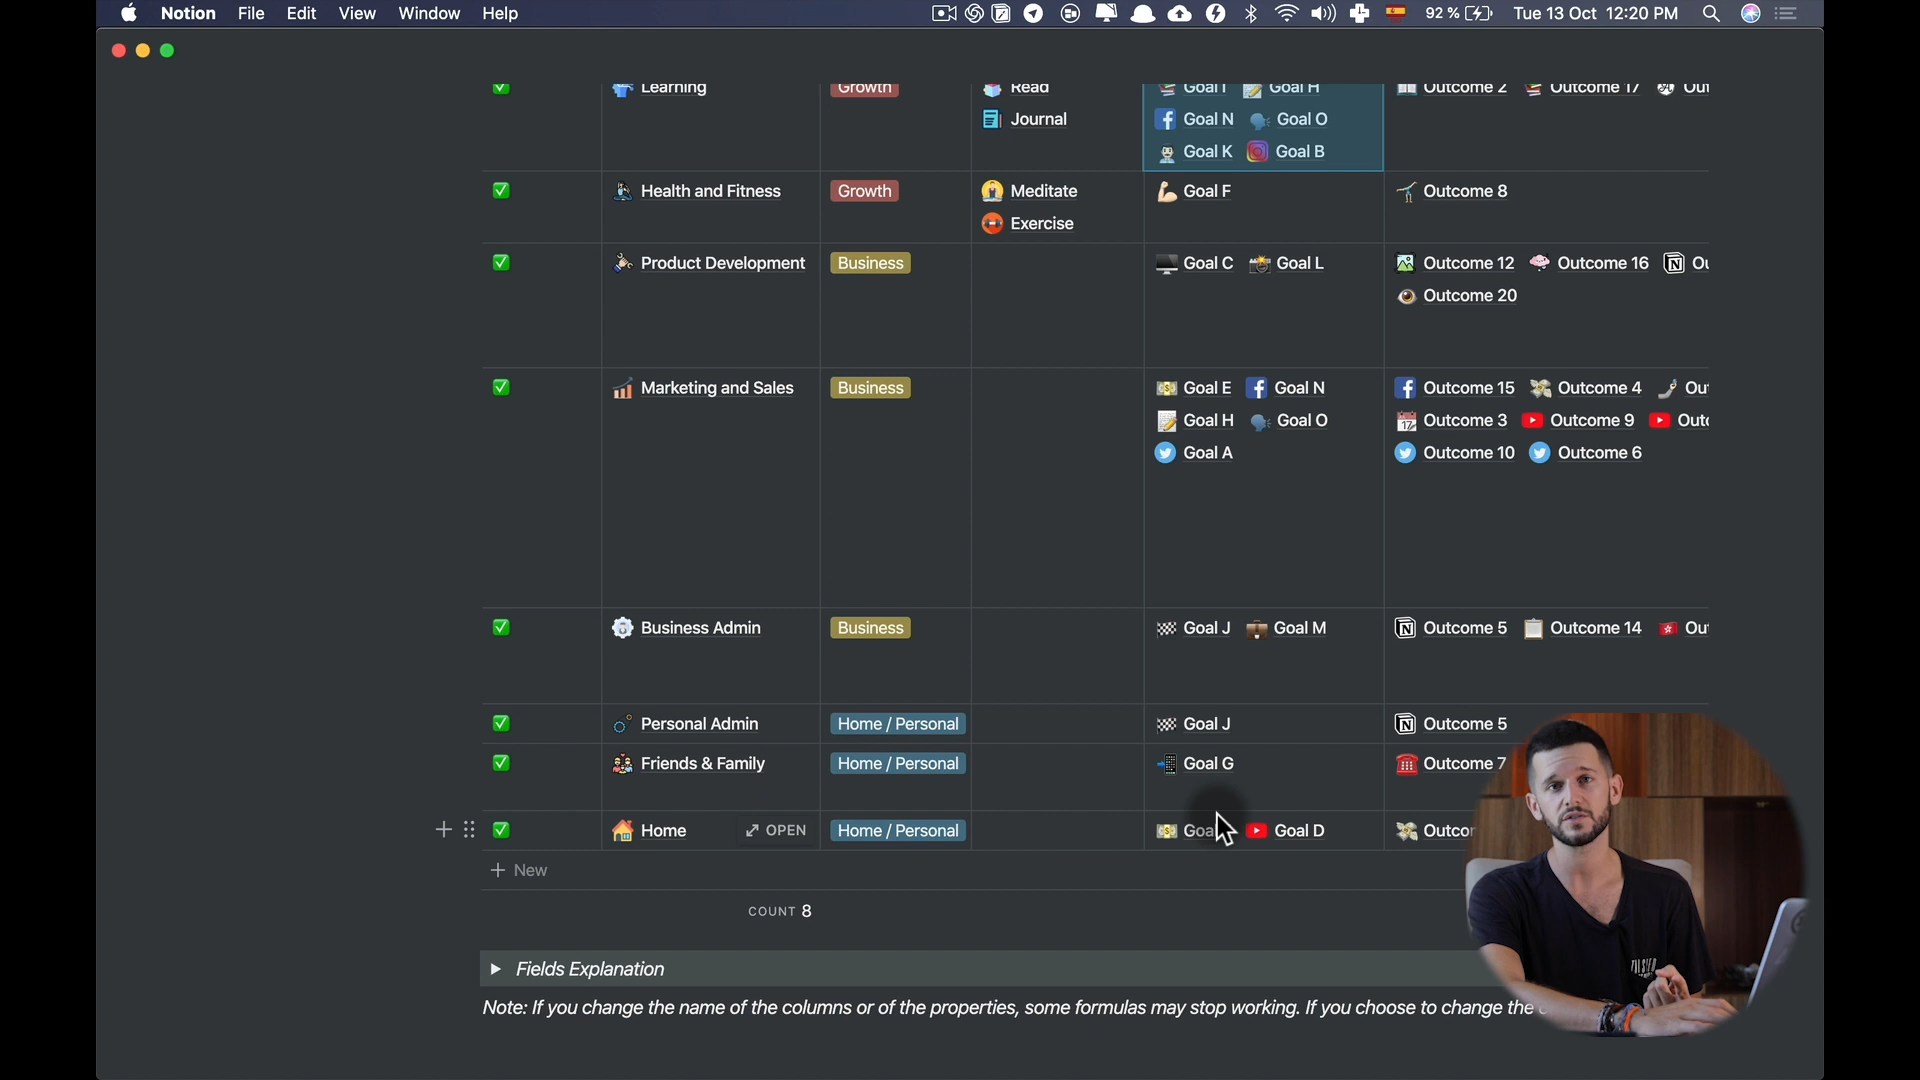 Notion File Edit View Window Help 92 % Tue 13 Oct 12:20 PM
Learning Growth Read Goal I Goal H Outcome 2 Outcome 17
Journal Goal N Goal O
Goal K Goal B
Health and Fitness Growth Meditate Goal F Outcome 8
Exercise
Product Development Business Goal C Goal L Outcome 12 Outcome 16
Outcome 20
Marketing and Sales Business Goal E Goal N Outcome 15 Outcome 4
Goal H Goal O Outcome 3 Outcome 9
Goal A Outcome 10 Outcome 6
Business Admin Business Goal J Goal M Outcome 5 Outcome 14
Personal Admin Home / Personal Goal J Outcome 5
Friends & Family Home / Personal Goal G Outcome 7
Home OPEN Home / Personal Goal D
+ New
COUNT 8
Fields Explanation
Note: If you change the name of the columns or of the properties, some formulas may stop working. If you choose to change the